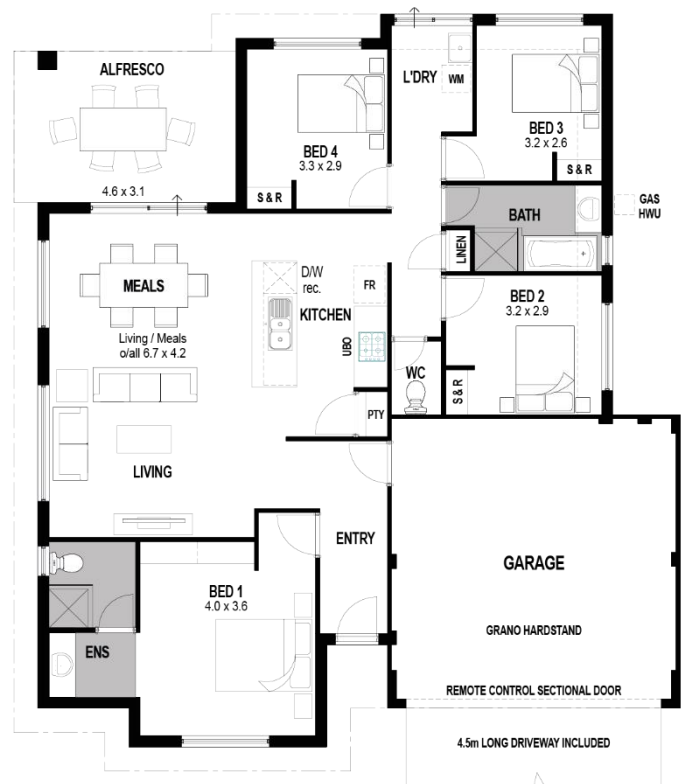 ALFRESCO
4.6 x 3.1
BED 4
3.3 x 2.9
S & R
L'DRY
WM
BED 3
3.2 x 2.6
S & R
GAS
HWU
BATH
LINEN
MEALS
Living / Meals
o/all 6.7 x 4.2
D/W
rec.
FR
KITCHEN
UBO
BED 2
3.2 x 2.9
S & R
WC
PTY
LIVING
ENTRY
GARAGE
GRANO HARDSTAND
REMOTE CONTROL SECTIONAL DOOR
BED 1
4.0 x 3.6
ENS
4.5m LONG DRIVEWAY INCLUDED